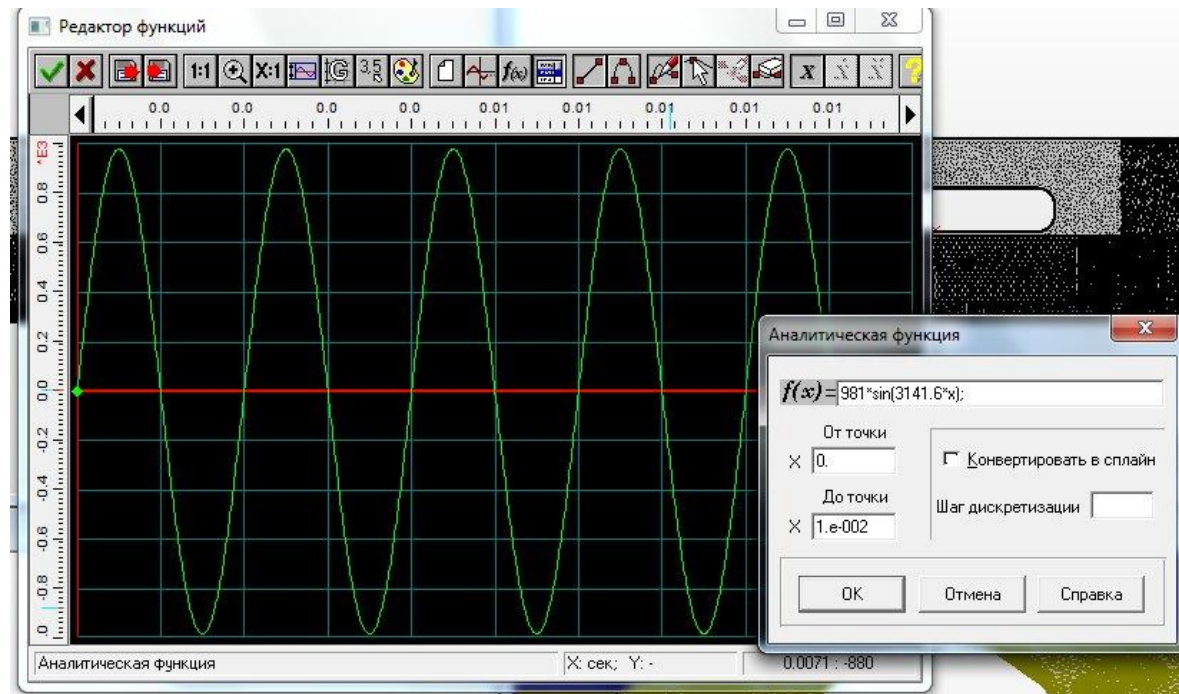 Редактор функций
1:1 X:1 G 3,5 f(x) x ẋ ẍ ?
0.0 0.0 0.0 0.0 0.01 0.01 0.01 0.01 0.01
*E3
0.8
0.6
0.4
0.2
0.0
-0.2
-0.4
-0.6
-0.8
Аналитическая функция
f(x)= 981*sin(3141.6*x);
От точки
X 0.
Конвертировать в сплайн
До точки
Шаг дискретизации
X 1.e-002
OK Отмена Справка
Аналитическая функция X: сек; Y: - 0.0071 : -880